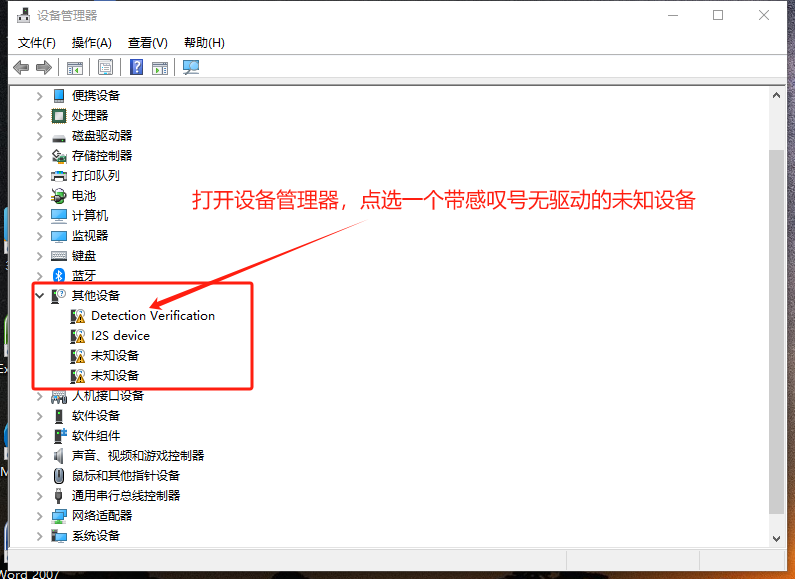 设备管理器
文件(F) 操作(A) 查看(V) 帮助(H)
便携设备
处理器
磁盘驱动器
存储控制器
打印队列
电池
打开设备管理器，点选一个带感叹号无驱动的未知设备
计算机
监视器
键盘
蓝牙
其他设备
Detection Verification
I2S device
未知设备
未知设备
人机接口设备
软件设备
软件组件
声音、视频和游戏控制器
鼠标和其他指针设备
通用串行总线控制器
网络适配器
系统设备
Word 2007